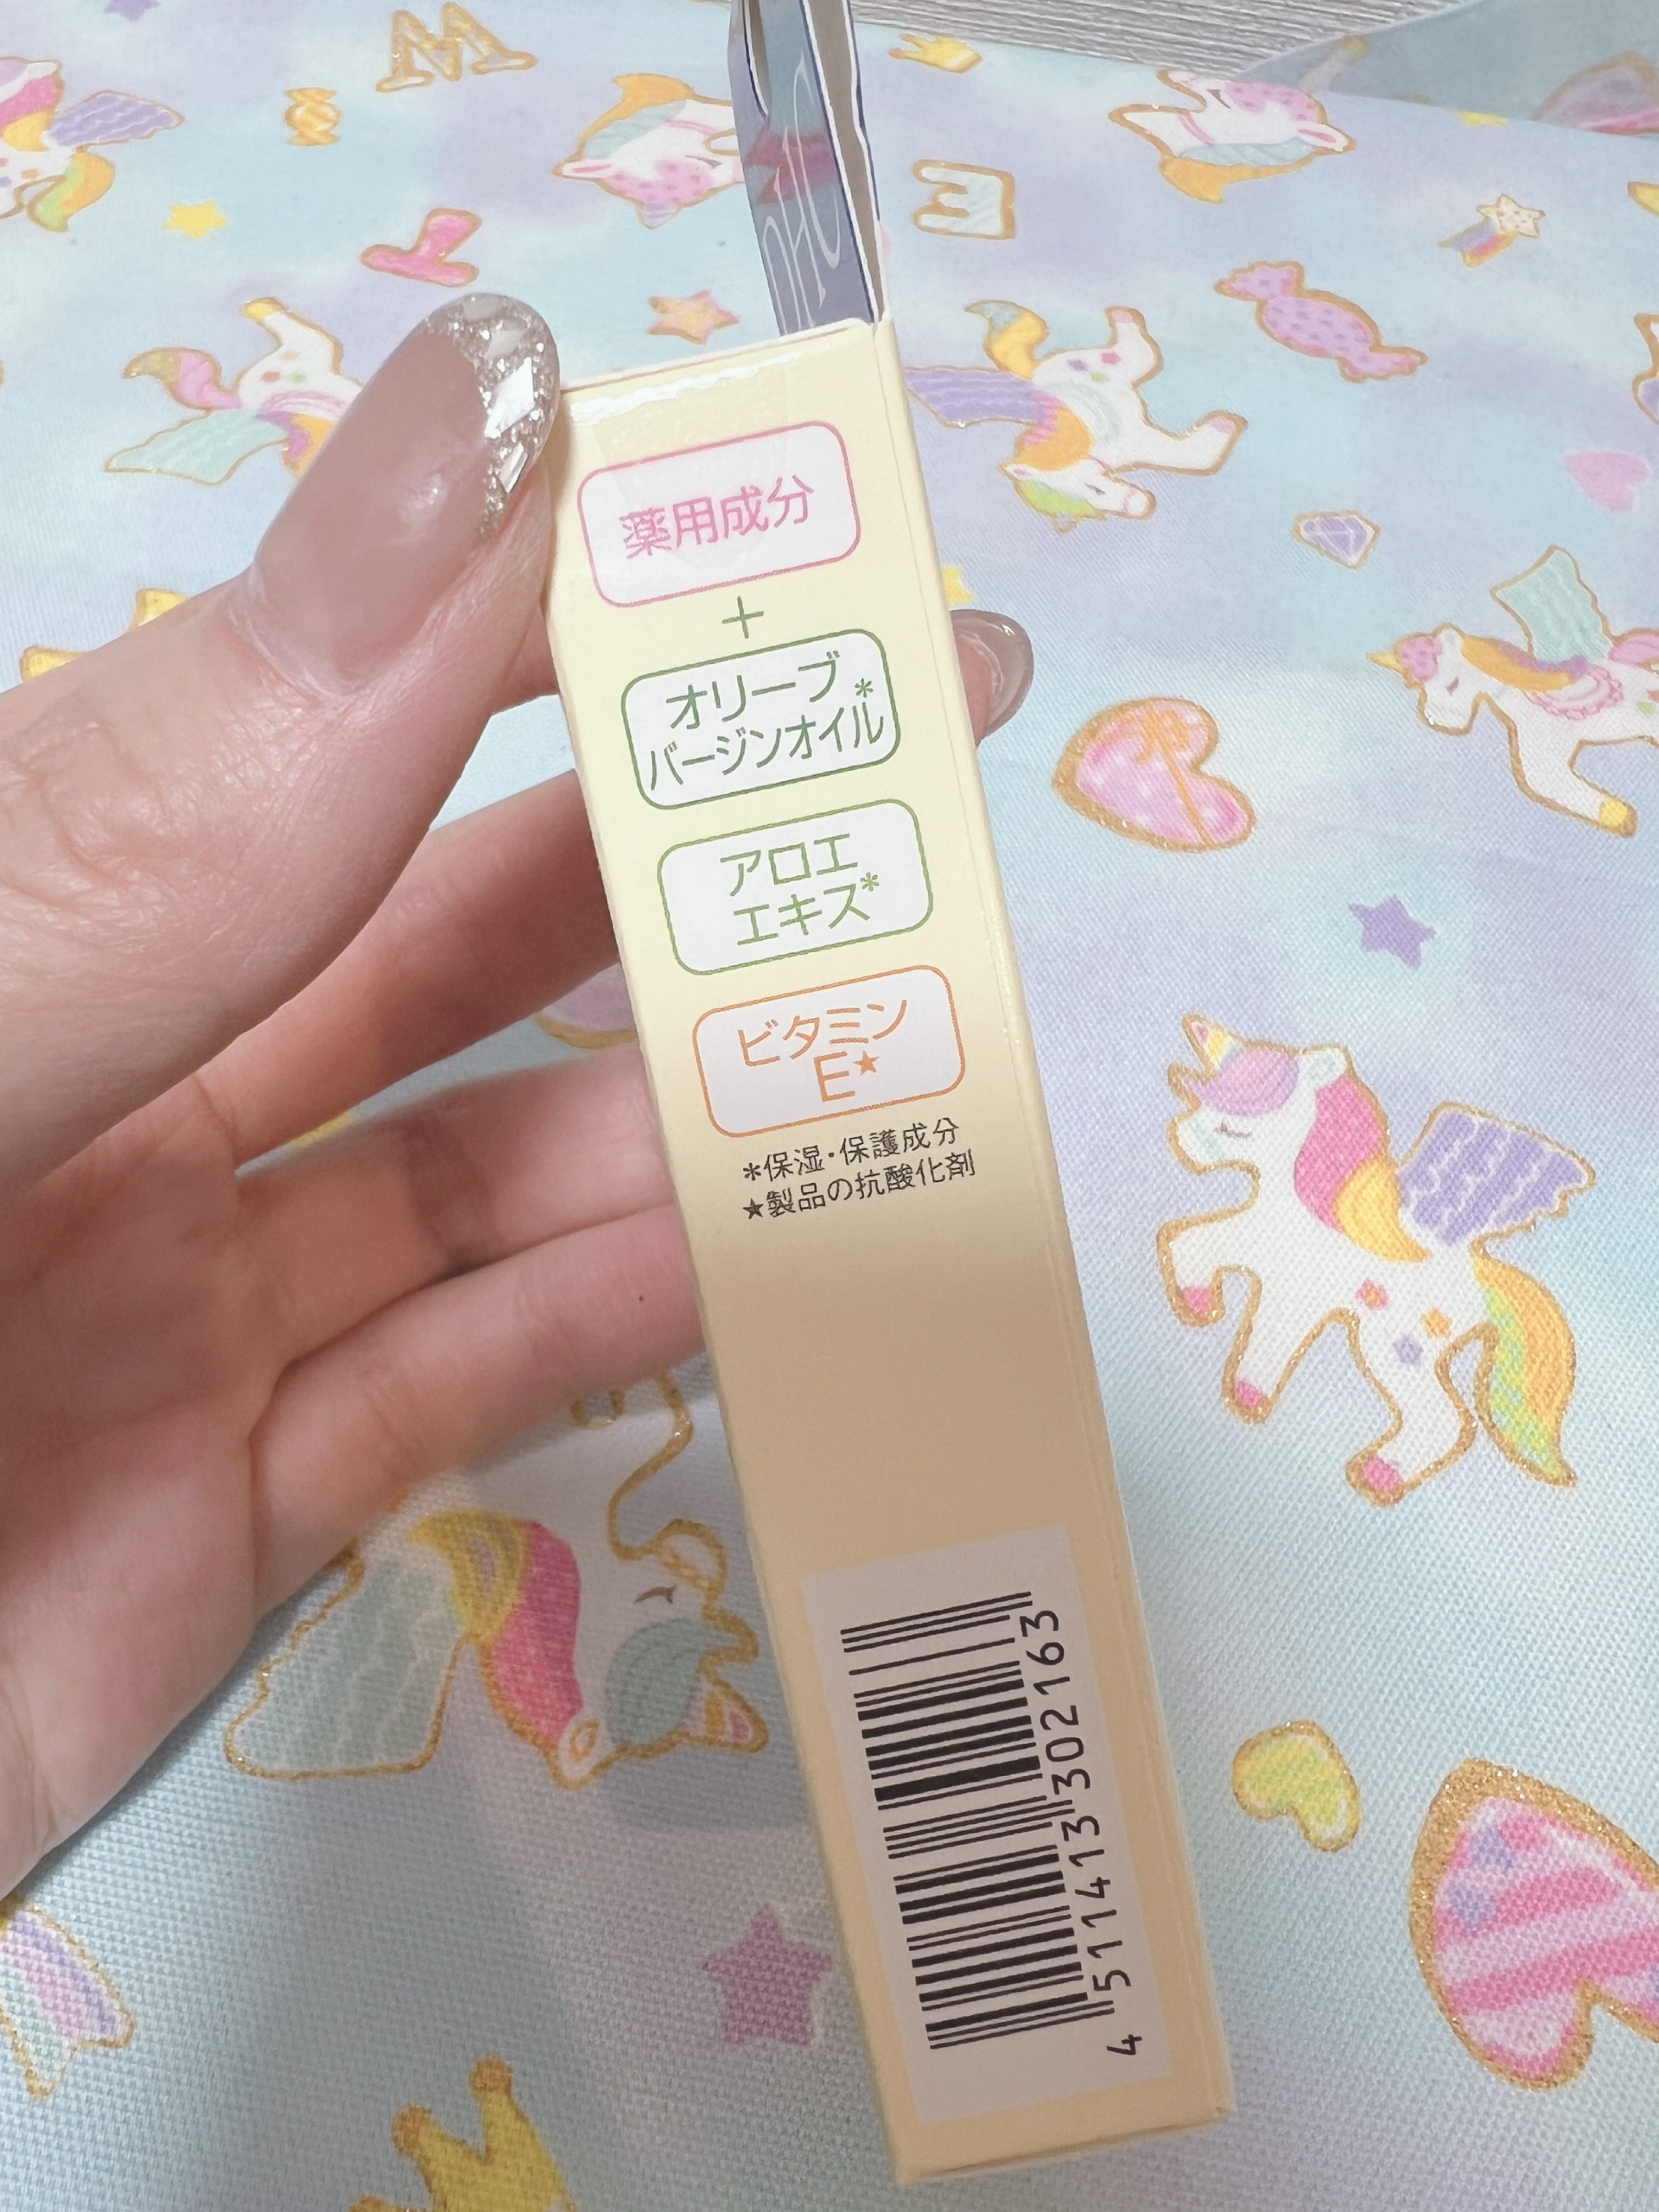 DHC
薬用成分
+
オリーブ
バージンオイル*
アロエ
エキス*
ビタミン
E★
*保湿・保護成分
★製品の抗酸化剤
4 511413 302163
W